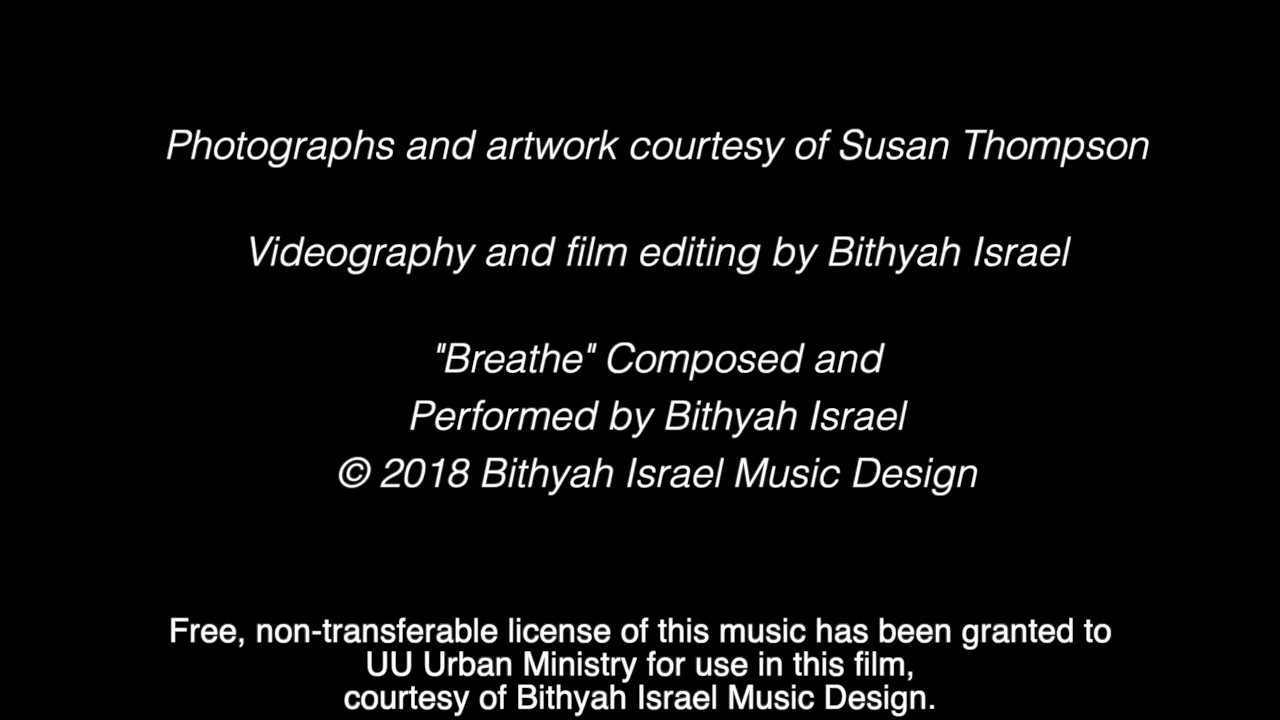 Photographs and artwork courtesy of Susan Thompson
Videography and film editing by Bithyah Israel
"Breathe" Composed and
Performed by Bithyah Israel
© 2018 Bithyah Israel Music Design
Free, non-transferable license of this music has been granted to
UU Urban Ministry for use in this film,
courtesy of Bithyah Israel Music Design.